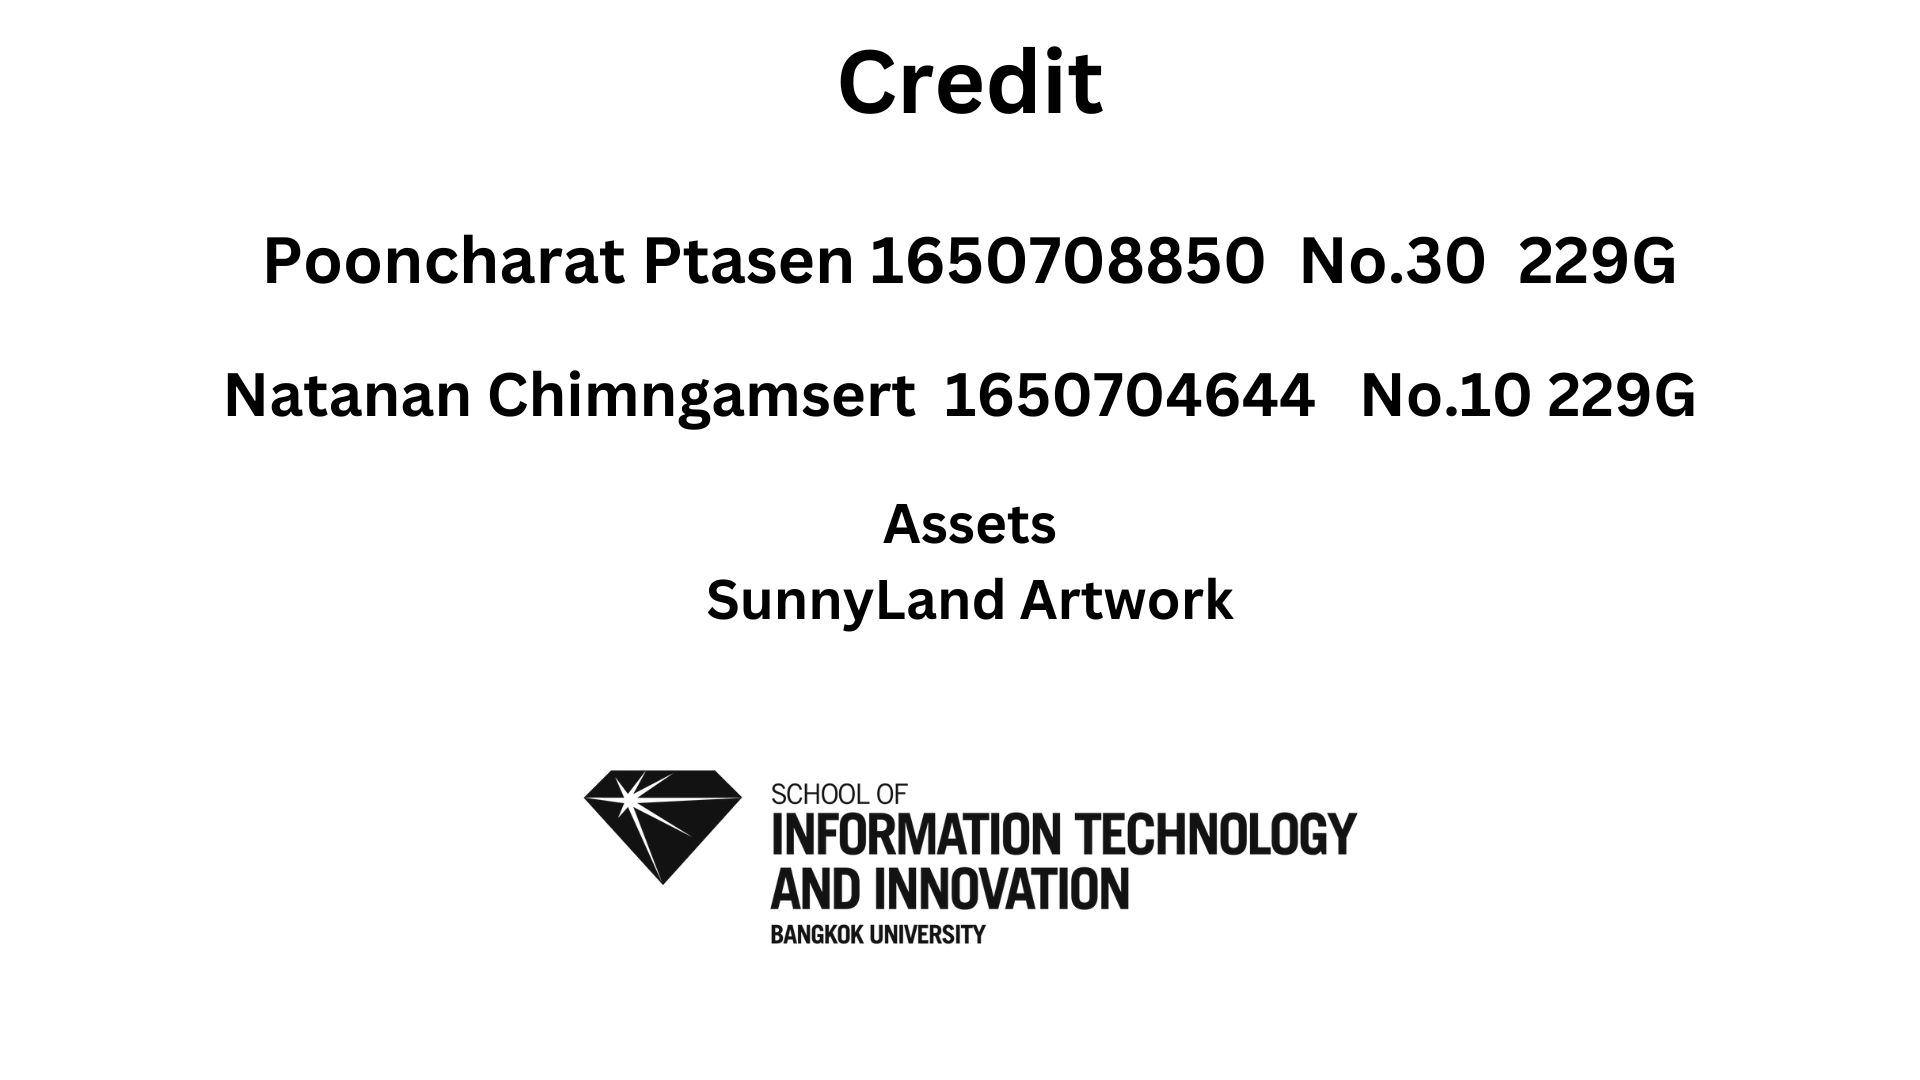 Credit
Pooncharat Ptasen 1650708850 No.30 229G
Natanan Chimngamsert 1650704644 No.10 229G
Assets
SunnyLand Artwork
SCHOOL OF
INFORMATION TECHNOLOGY
AND INNOVATION
BANGKOK UNIVERSITY